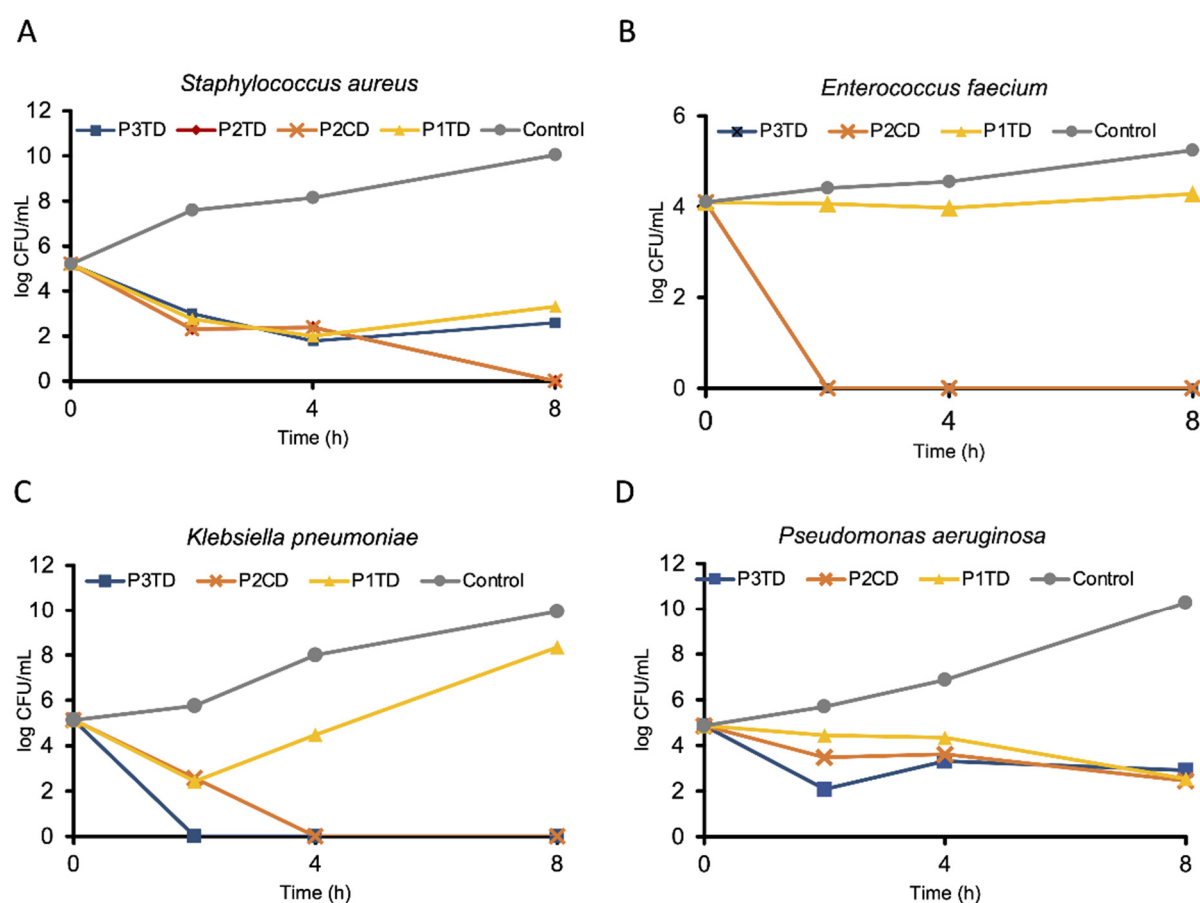 A
Staphylococcus aureus
P3TD P2TD P2CD P1TD Control
12
10
8
6
4
2
0
log CFU/mL
0 4 8
Time (h)
B
Enterococcus faecium
P3TD P2CD P1TD Control
6
4
2
0
log CFU/mL
0 4 8
Time (h)
C
Klebsiella pneumoniae
P3TD P2CD P1TD Control
12
10
8
6
4
2
0
log CFU/mL
0 4 8
Time (h)
D
Pseudomonas aeruginosa
P3TD P2CD P1TD Control
12
10
8
6
4
2
0
log CFU/mL
0 4 8
Time (h)